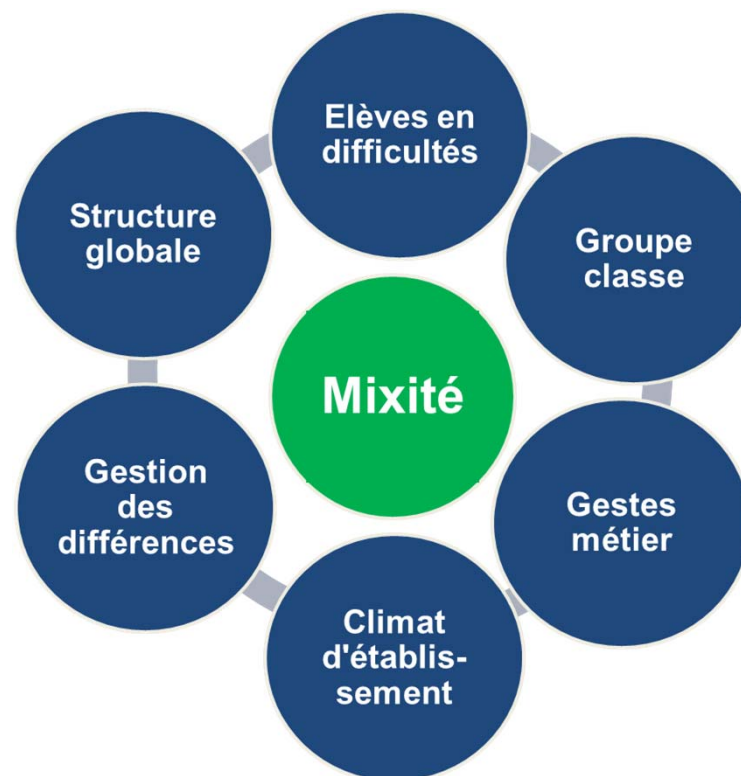 Elèves en
difficultés
Groupe
classe
Gestes
métier
Climat
d'établis-
sement
Gestion
des
différences
Structure
globale
Mixité